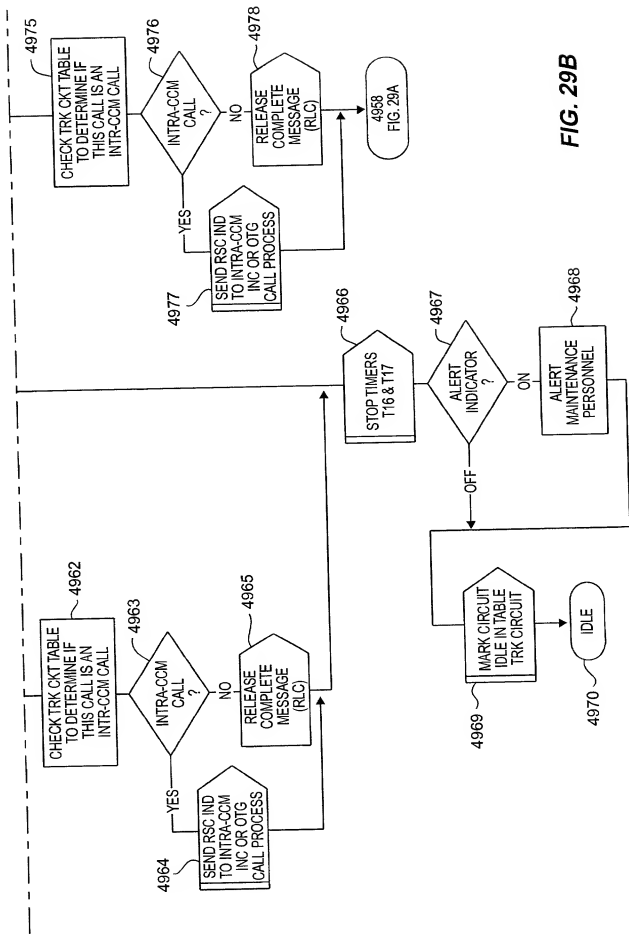 4962
CHECK TRK CKT TABLE
TO DETERMINE IF
THIS CALL IS AN
INTR-CCM CALL
4963
INTRA-CCM
CALL
?
YES
NO
4964
SEND RSC IND
TO INTRA-CCM
INC OR OTG
CALL PROCESS
4965
RELEASE
COMPLETE
MESSAGE
(RLC)
4975
CHECK TRK CKT TABLE
TO DETERMINE IF
THIS CALL IS AN
INTR-CCM CALL
4976
INTRA-CCM
CALL
?
YES
NO
4977
SEND RSC IND
TO INTRA-CCM
INC OR OTG
CALL PROCESS
4978
RELEASE
COMPLETE
MESSAGE
(RLC)
4958
FIG. 29A
4966
STOP TIMERS
T16 & T17
4967
ALERT
INDICATOR
?
OFF
ON
4968
ALERT
MAINTENANCE
PERSONNEL
4969
MARK CIRCUIT
IDLE IN TABLE
TRK CIRCUIT
4970
IDLE
FIG. 29B